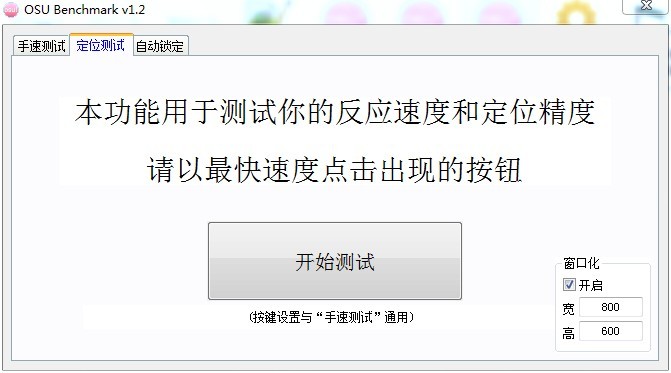 OSU Benchmark v1.2
手速测试 定位测试 自动锁定
本功能用于测试你的反应速度和定位精度
请以最快速度点击出现的按钮
开始测试
(按键设置与“手速测试”通用)
窗口化
开启
宽 800
高 600